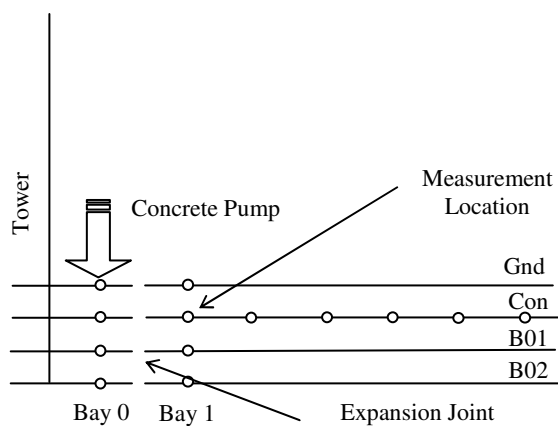 Tower
Measurement
Location
Concrete Pump
Gnd
Con
B01
B02
Bay 0
Bay 1
Expansion Joint